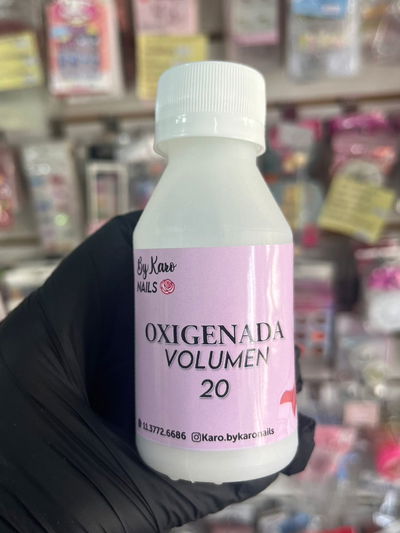 By Karo
NAILS
OXIGENADA
VOLUMEN
20
11.3772.6686 Karo.bykaronails